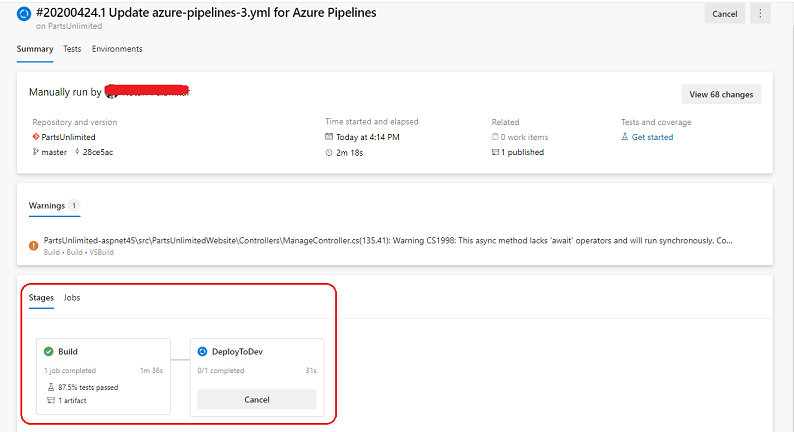 #20200424.1 Update azure-pipelines-3.yml for Azure Pipelines
on PartsUnlimited
Cancel
Summary Tests Environments
Manually run by
View 68 changes
Repository and version
PartsUnlimited
master 28ce5ac
Time started and elapsed
Today at 4:14 PM
2m 18s
Related
0 work items
1 published
Tests and coverage
Get started
Warnings 1
PartsUnlimited-aspnet45\src\PartsUnlimitedWebsite\Controllers\ManageController.cs(135.41): Warning CS1998: This async method lacks 'await' operators and will run synchronously. Co...
Build • Build • VSBuild
Stages Jobs
Build
1 job completed 1m 36s
87.5% tests passed
1 artifact
DeployToDev
0/1 completed 31s
Cancel